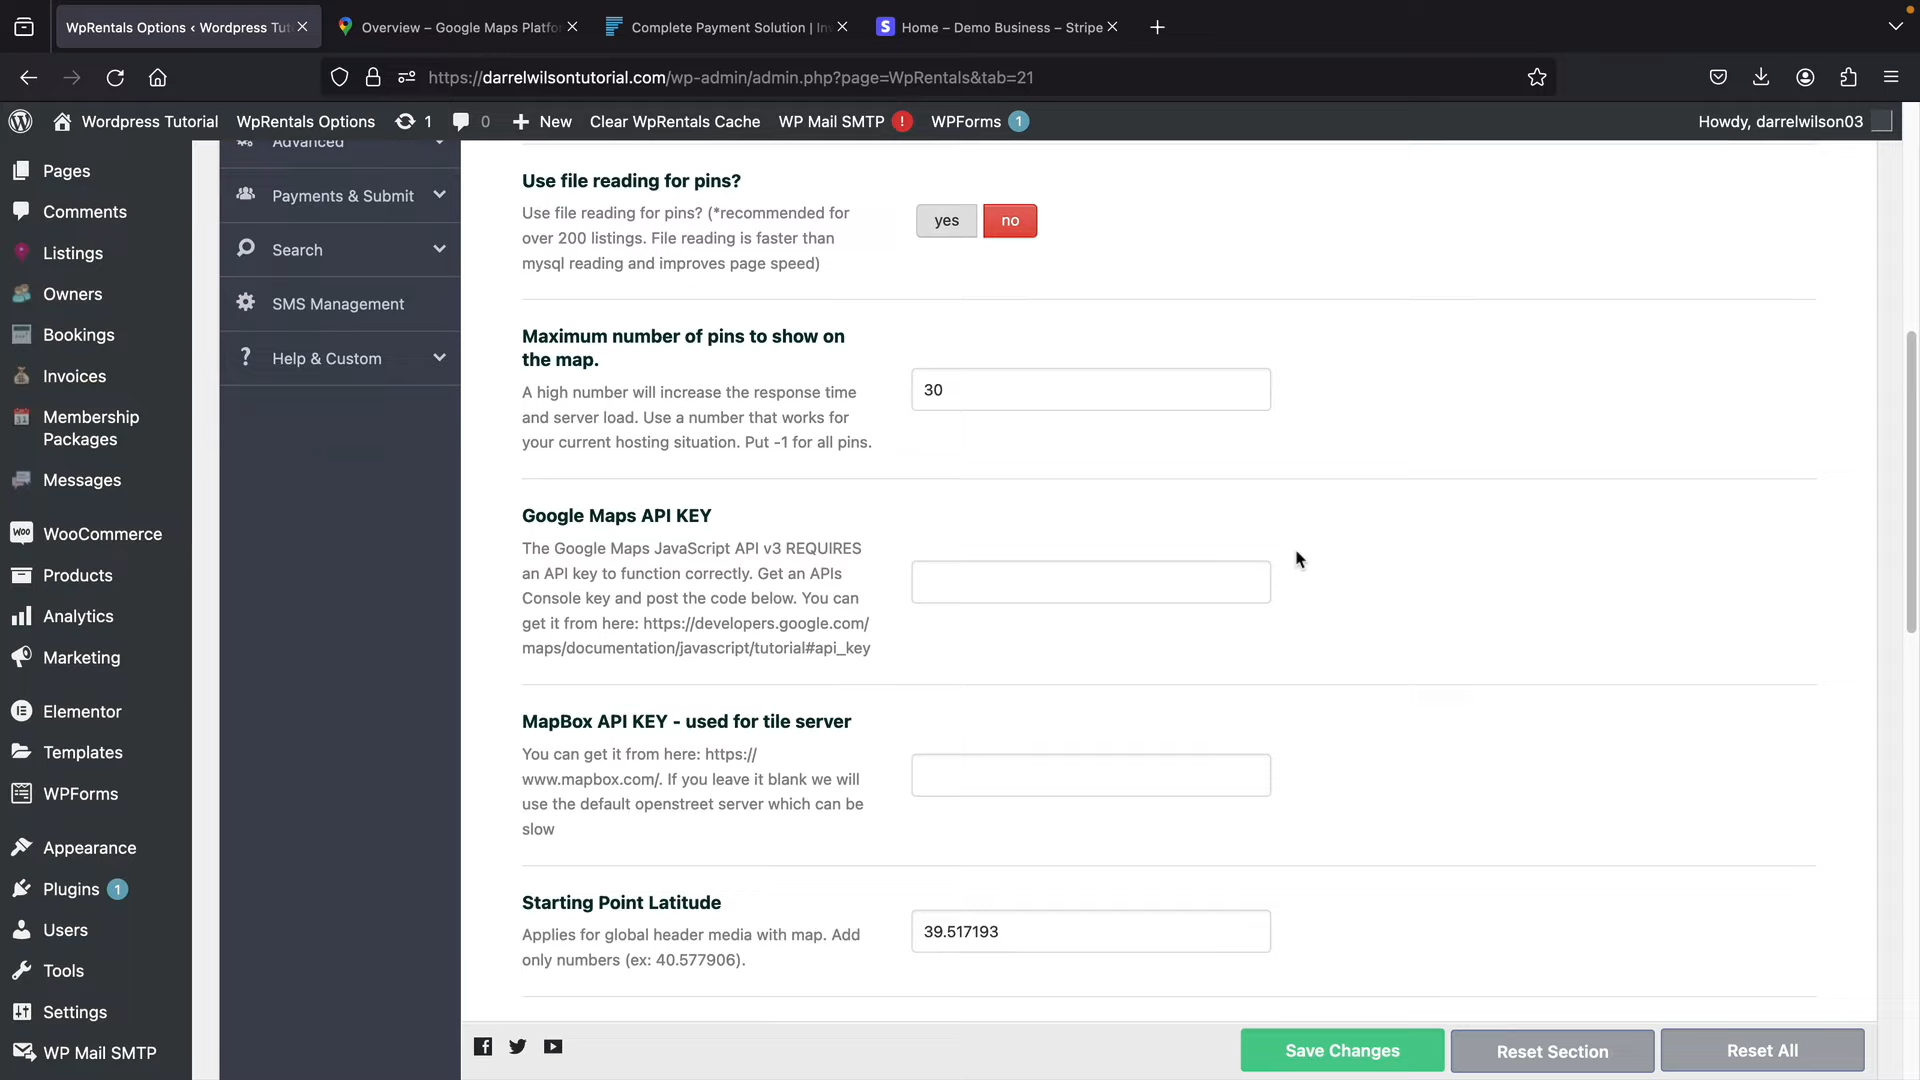 WpRentals Options ‹ Wordpress Tut
Overview – Google Maps Platfo
Complete Payment Solution | In
Home – Demo Business – Stripe
https://darrelwilsontutorial.com/wp-admin/admin.php?page=WpRentals&tab=21
Wordpress Tutorial
WpRentals Options
1
0
New
Clear WpRentals Cache
WP Mail SMTP
!
WPForms
1
Howdy, darrelwilson03
Pages
Comments
Listings
Owners
Bookings
Invoices
Membership
Packages
Messages
WooCommerce
Products
Analytics
Marketing
Elementor
Templates
WPForms
Appearance
Plugins
1
Users
Tools
Settings
WP Mail SMTP
Advanced
Payments & Submit
Search
SMS Management
Help & Custom
Use file reading for pins?
Use file reading for pins? (*recommended for
over 200 listings. File reading is faster than
mysql reading and improves page speed)
yes
no
Maximum number of pins to show on
the map.
A high number will increase the response time
and server load. Use a number that works for
your current hosting situation. Put -1 for all pins.
30
Google Maps API KEY
The Google Maps JavaScript API v3 REQUIRES
an API key to function correctly. Get an APIs
Console key and post the code below. You can
get it from here: https://developers.google.com/
maps/documentation/javascript/tutorial#api_key
MapBox API KEY - used for tile server
You can get it from here: https://
www.mapbox.com/. If you leave it blank we will
use the default openstreet server which can be
slow
Starting Point Latitude
Applies for global header media with map. Add
only numbers (ex: 40.577906).
39.517193
Save Changes
Reset Section
Reset All